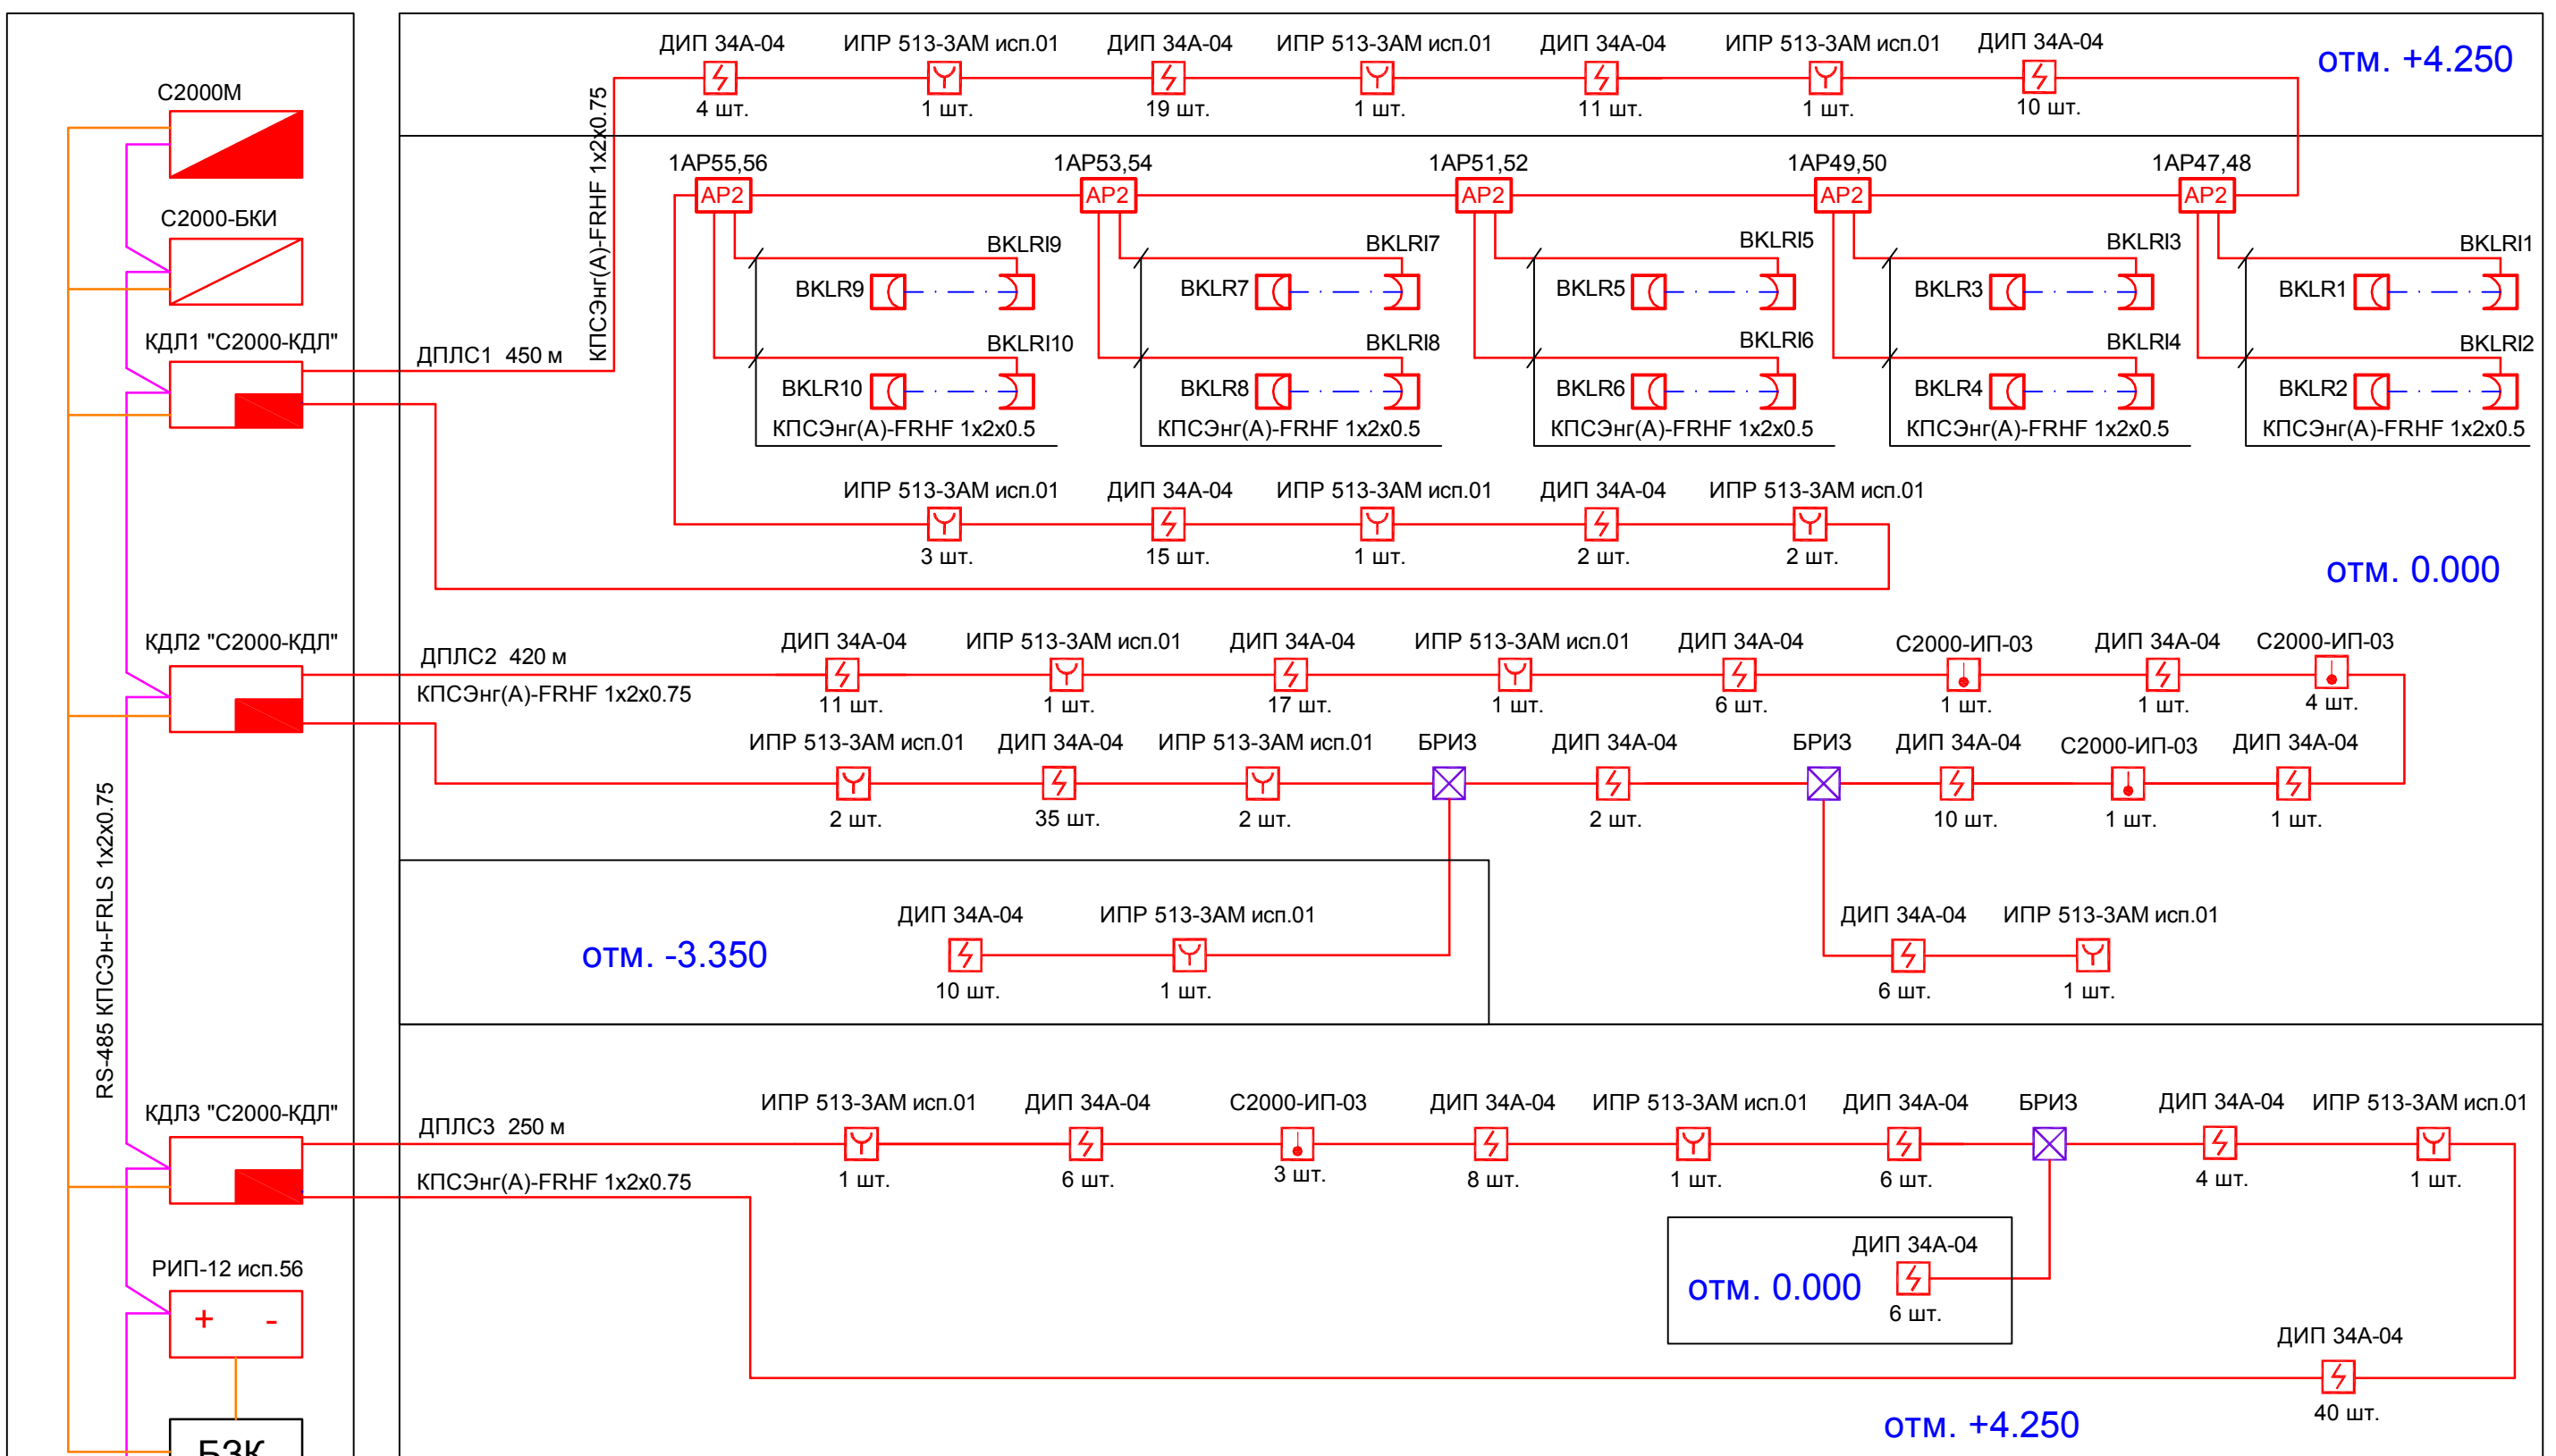 С2000М
С2000-БКИ
КДЛ1 "С2000-КДЛ"
КДЛ2 "С2000-КДЛ"
RS-485 КПСЭн-FRLS 1x2x0.75
КДЛ3 "С2000-КДЛ"
РИП-12 исп.56
+ -
БЗК
ДИП 34А-04 ИПР 513-3АМ исп.01 ДИП 34А-04 ИПР 513-3АМ исп.01 ДИП 34А-04 ИПР 513-3АМ исп.01 ДИП 34А-04
отм. +4.250
4 шт. 1 шт. 19 шт. 1 шт. 11 шт. 1 шт. 10 шт.
КПСЭнг(А)-FRHF 1x2x0.75
1АР55,56 1АР53,54 1АР51,52 1АР49,50 1АР47,48
АР2 АР2 АР2 АР2 АР2
BKLRI9 BKLRI7 BKLRI5 BKLRI3 BKLRI1
BKLR9 BKLR7 BKLR5 BKLR3 BKLR1
ДПЛС1 450 м
BKLRI10 BKLRI8 BKLRI6 BKLRI4 BKLRI2
BKLR10 BKLR8 BKLR6 BKLR4 BKLR2
КПСЭнг(А)-FRHF 1x2x0.5 КПСЭнг(А)-FRHF 1x2x0.5 КПСЭнг(А)-FRHF 1x2x0.5 КПСЭнг(А)-FRHF 1x2x0.5 КПСЭнг(А)-FRHF 1x2x0.5
ИПР 513-3АМ исп.01 ДИП 34А-04 ИПР 513-3АМ исп.01 ДИП 34А-04 ИПР 513-3АМ исп.01
3 шт. 15 шт. 1 шт. 2 шт. 2 шт.
отм. 0.000
ДПЛС2 420 м
КПСЭнг(А)-FRHF 1x2x0.75
ДИП 34А-04 ИПР 513-3АМ исп.01 ДИП 34А-04 ИПР 513-3АМ исп.01 ДИП 34А-04 С2000-ИП-03 ДИП 34А-04 С2000-ИП-03
11 шт. 1 шт. 17 шт. 1 шт. 6 шт. 1 шт. 1 шт. 4 шт.
ИПР 513-3АМ исп.01 ДИП 34А-04 ИПР 513-3АМ исп.01 БРИЗ ДИП 34А-04 БРИЗ ДИП 34А-04 С2000-ИП-03 ДИП 34А-04
2 шт. 35 шт. 2 шт. 2 шт. 10 шт. 1 шт. 1 шт.
отм. -3.350
ДИП 34А-04 ИПР 513-3АМ исп.01 ДИП 34А-04 ИПР 513-3АМ исп.01
10 шт. 1 шт. 6 шт. 1 шт.
ДПЛС3 250 м
КПСЭнг(А)-FRHF 1x2x0.75
ИПР 513-3АМ исп.01 ДИП 34А-04 С2000-ИП-03 ДИП 34А-04 ИПР 513-3АМ исп.01 ДИП 34А-04 БРИЗ ДИП 34А-04 ИПР 513-3АМ исп.01
1 шт. 6 шт. 3 шт. 8 шт. 1 шт. 6 шт. 4 шт. 1 шт.
ДИП 34А-04
отм. 0.000
6 шт.
ДИП 34А-04
40 шт.
отм. +4.250